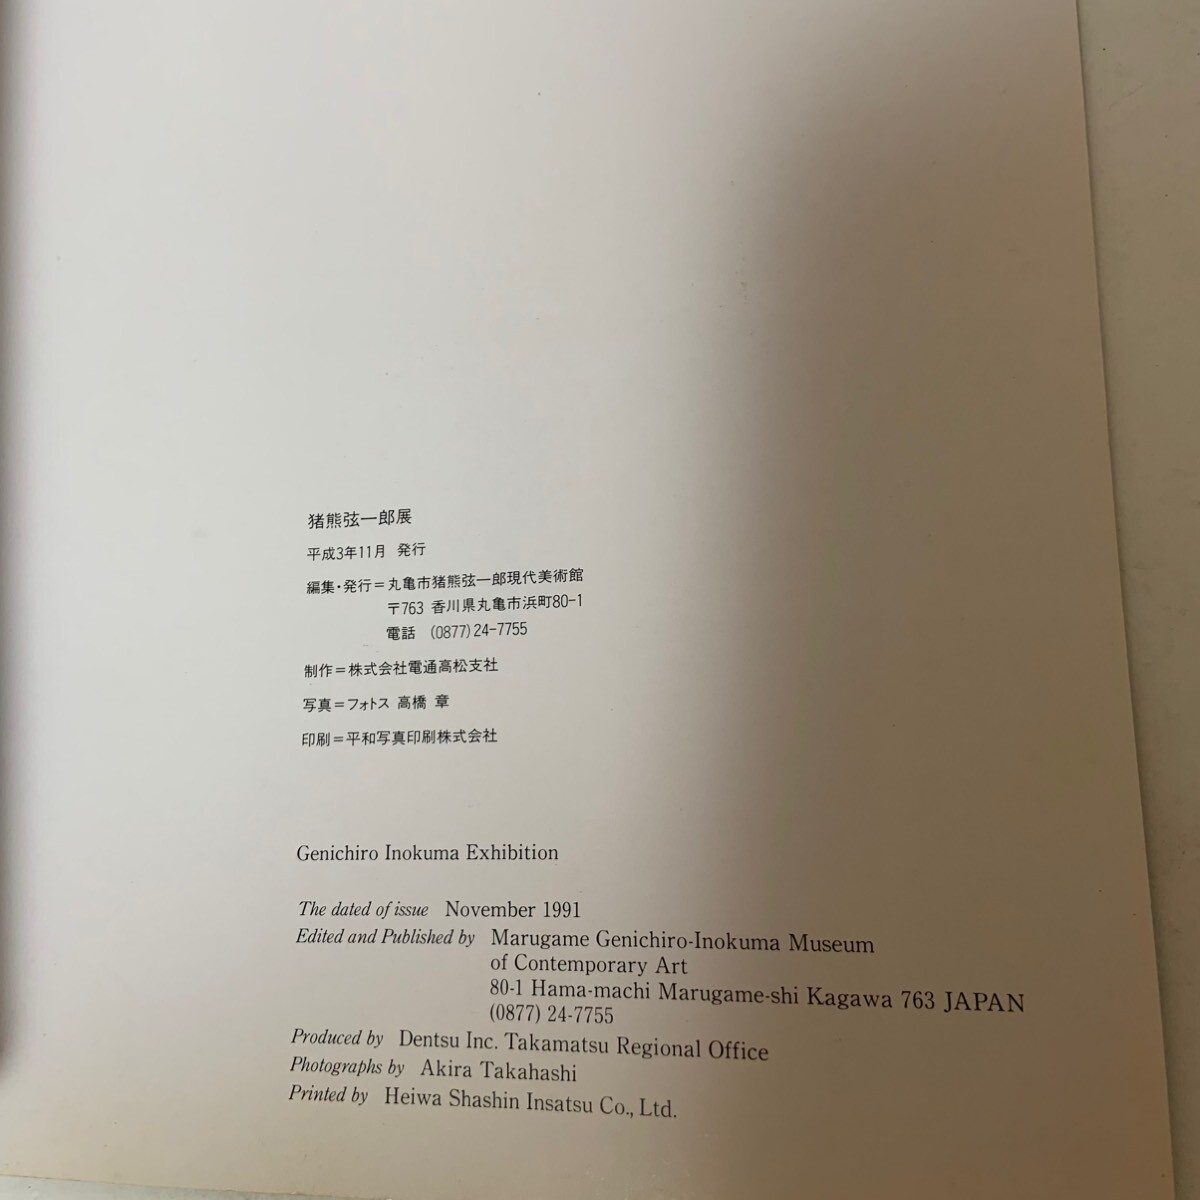 猪熊弦一郎展
平成3年11月 発行
編集・発行＝丸亀市猪熊弦一郎現代美術館
〒763 香川県丸亀市浜町80-1
電話 (0877)24-7755
制作＝株式会社電通高松支社
写真＝フォトス 高橋 章
印刷＝平和写真印刷株式会社
Genichiro Inokuma Exhibition
The dated of issue November 1991
Edited and Published by Marugame Genichiro-Inokuma Museum
of Contemporary Art
80-1 Hama-machi Marugame-shi Kagawa 763 JAPAN
(0877) 24-7755
Produced by Dentsu Inc. Takamatsu Regional Office
Photographs by Akira Takahashi
Printed by Heiwa Shashin Insatsu Co., Ltd.